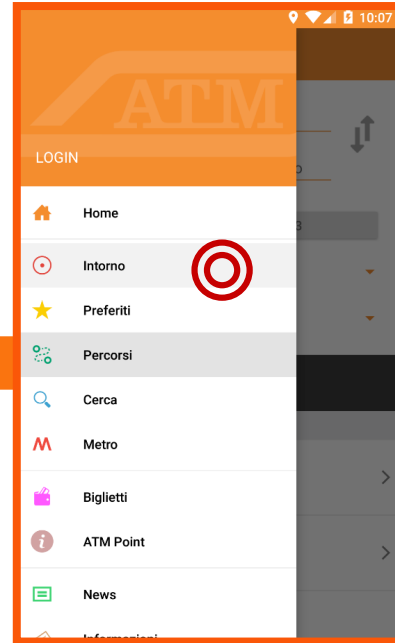 10:07
ATM
LOGIN
Home
Intorno
Preferiti
Percorsi
Cerca
Metro
Biglietti
ATM Point
News